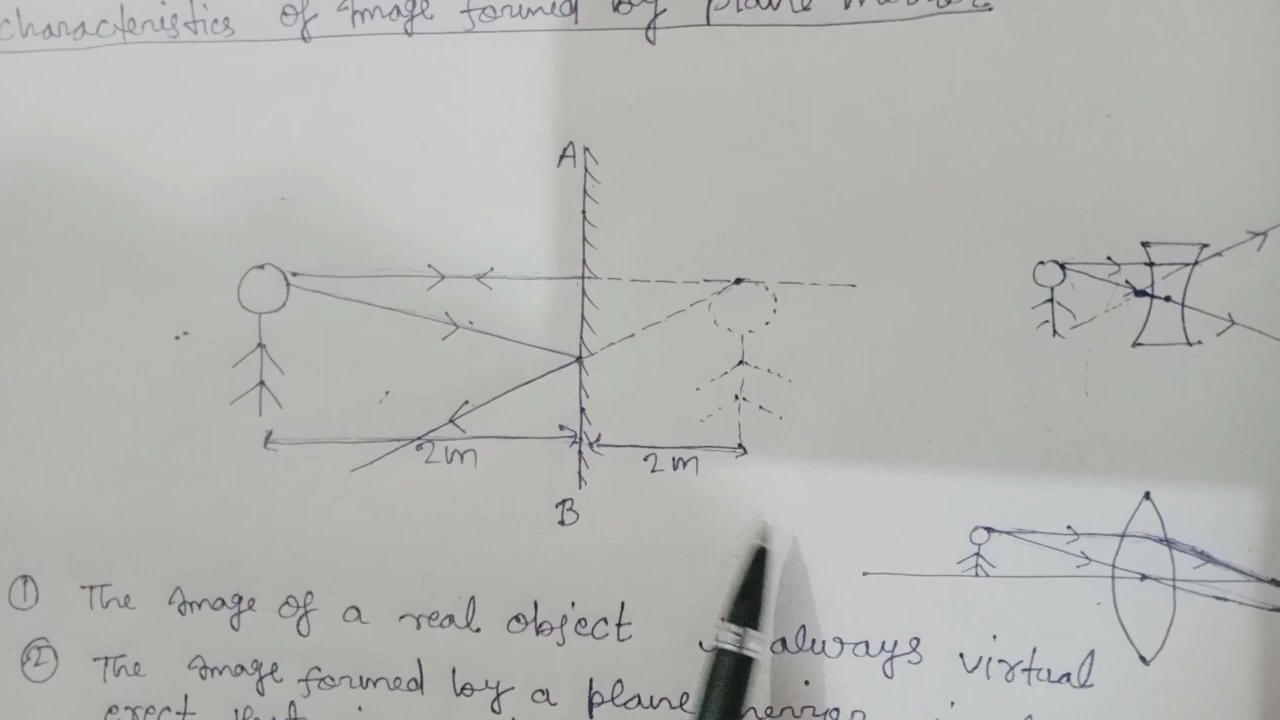 characteristics of Image formed by plane mirror
A
2m
2m
B
① The Image of a real object always virtual
② The Image formed by a plane
erect